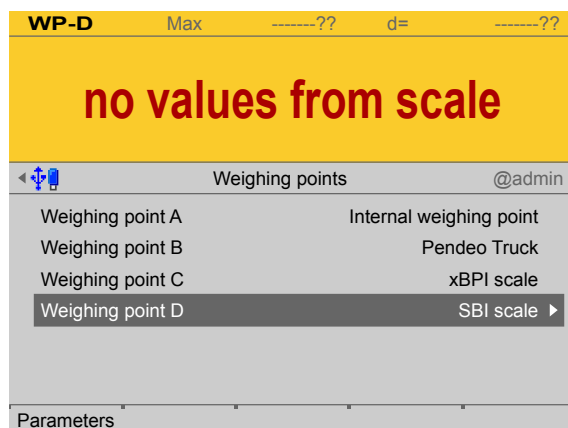 WP-D Max -------?? d= -------??
no values from scale
Weighing points @admin
Weighing point A Internal weighing point
Weighing point B Pendeo Truck
Weighing point C xBPI scale
Weighing point D SBI scale
Parameters